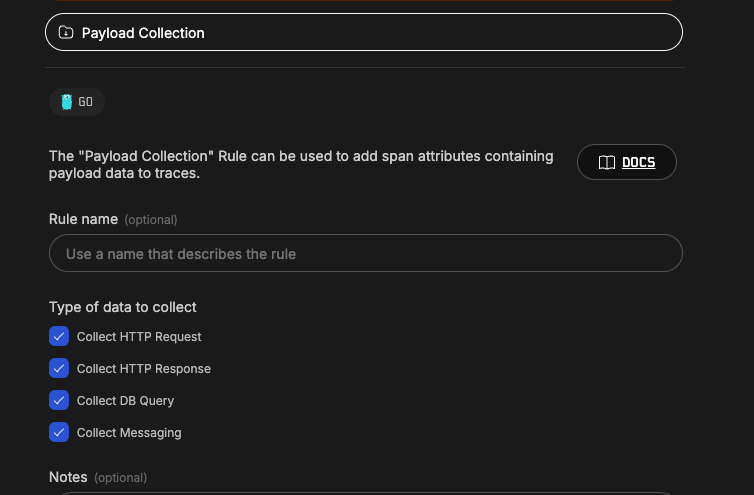 Payload Collection
GO
The "Payload Collection" Rule can be used to add span attributes containing
payload data to traces.
DOCS
Rule name (optional)
Use a name that describes the rule
Type of data to collect
Collect HTTP Request
Collect HTTP Response
Collect DB Query
Collect Messaging
Notes (optional)